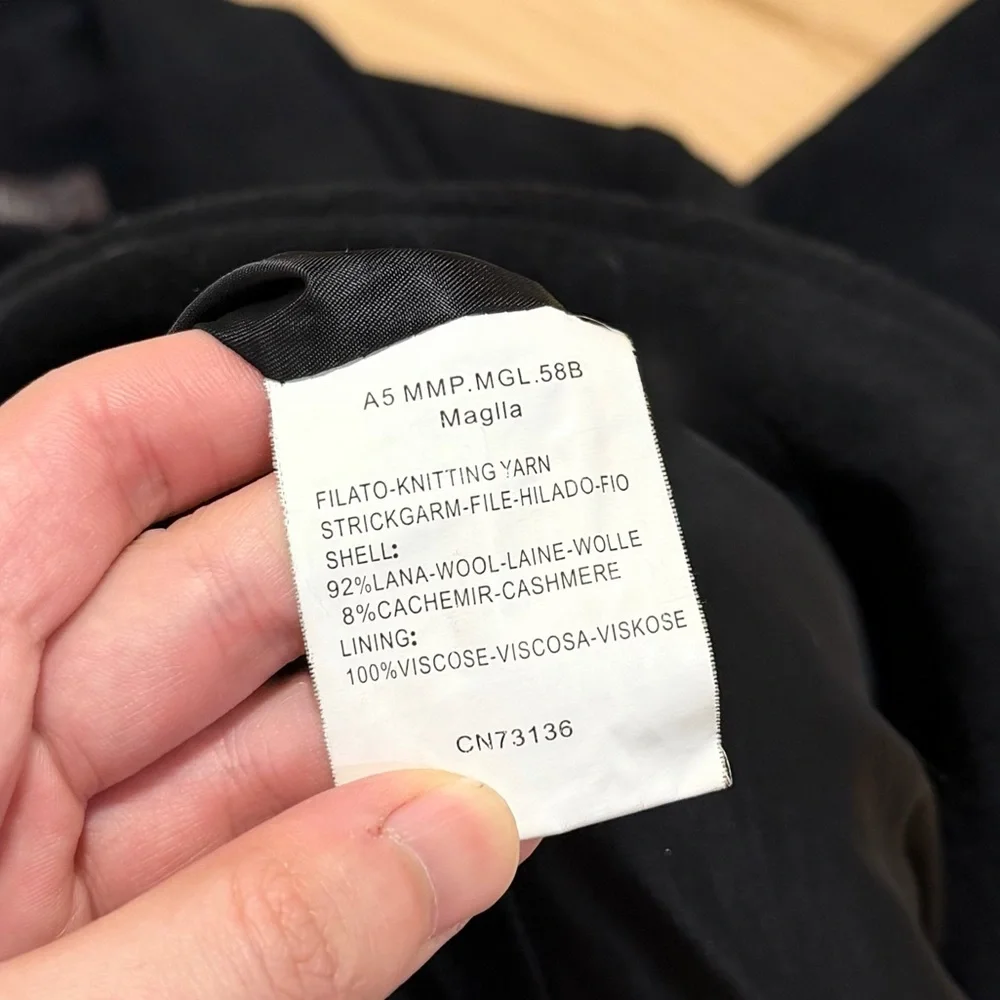 A5 MMP.MGL.58B
Maglla
FILATO-KNITTING YARN
STRICKGARM-FILE-HILADO-FIO
SHELL:
92%LANA-WOOL-LAINE-WOLLE
8%CACHEMIR-CASHMERE
LINING:
100%VISCOSE-VISCOSA-VISKOSE
CN73136